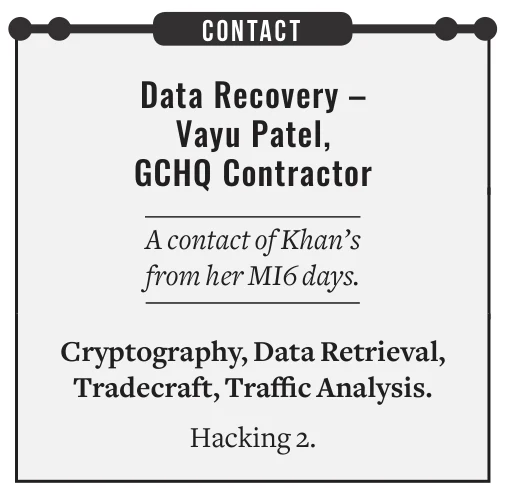 CONTACT
Data Recovery –
Vayu Patel,
GCHQ Contractor
A contact of Khan’s
from her MI6 days.
Cryptography, Data Retrieval,
Tradecraft, Traffic Analysis.
Hacking 2.